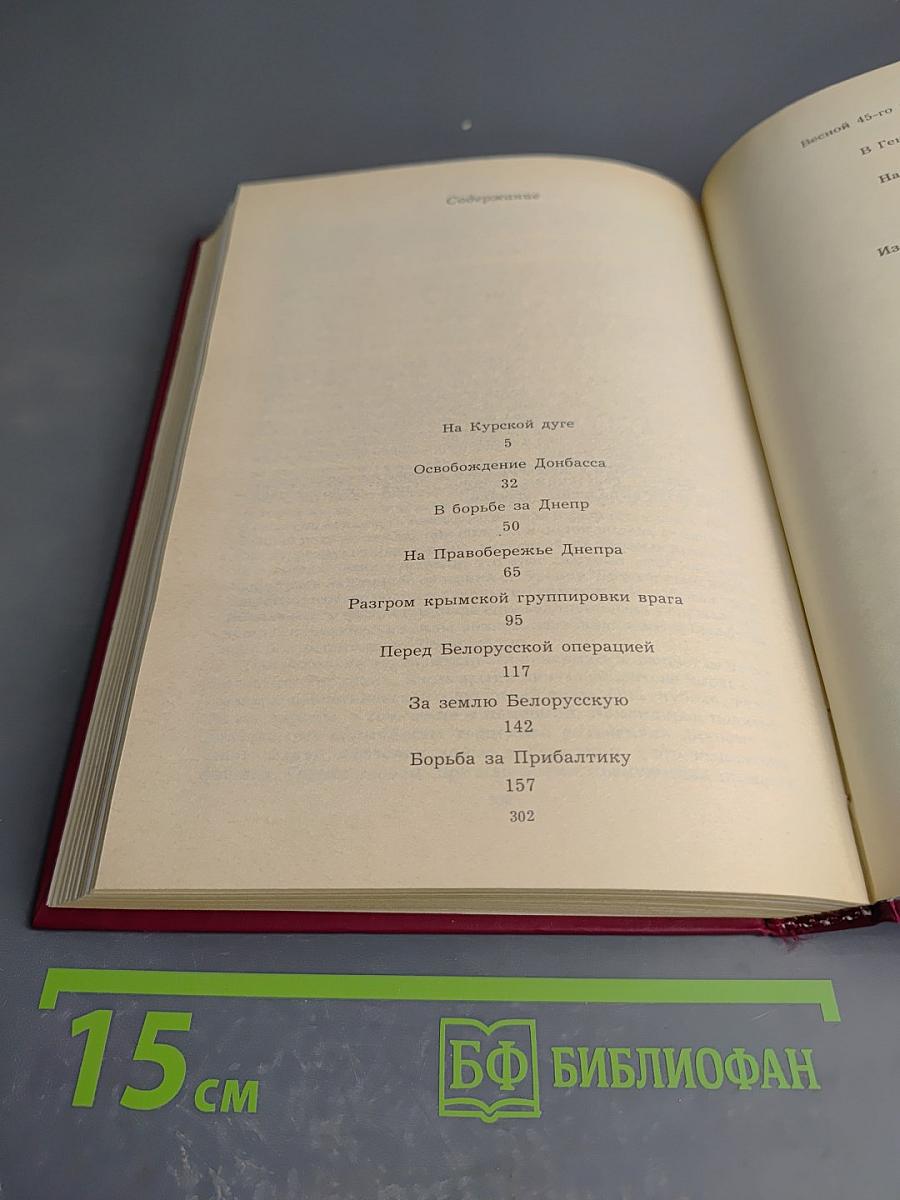 Содержание
На Курской дуге
5
Освобождение Донбасса
32
В борьбе за Днепр
50
На Правобережье Днепра
65
Разгром крымской группировки врага
95
Перед Белорусской операцией
117
За землю Белорусскую
142
Борьба за Прибалтику
157
302
Весной 45-го
В
На
15 см
БФ БИБЛИОФАН